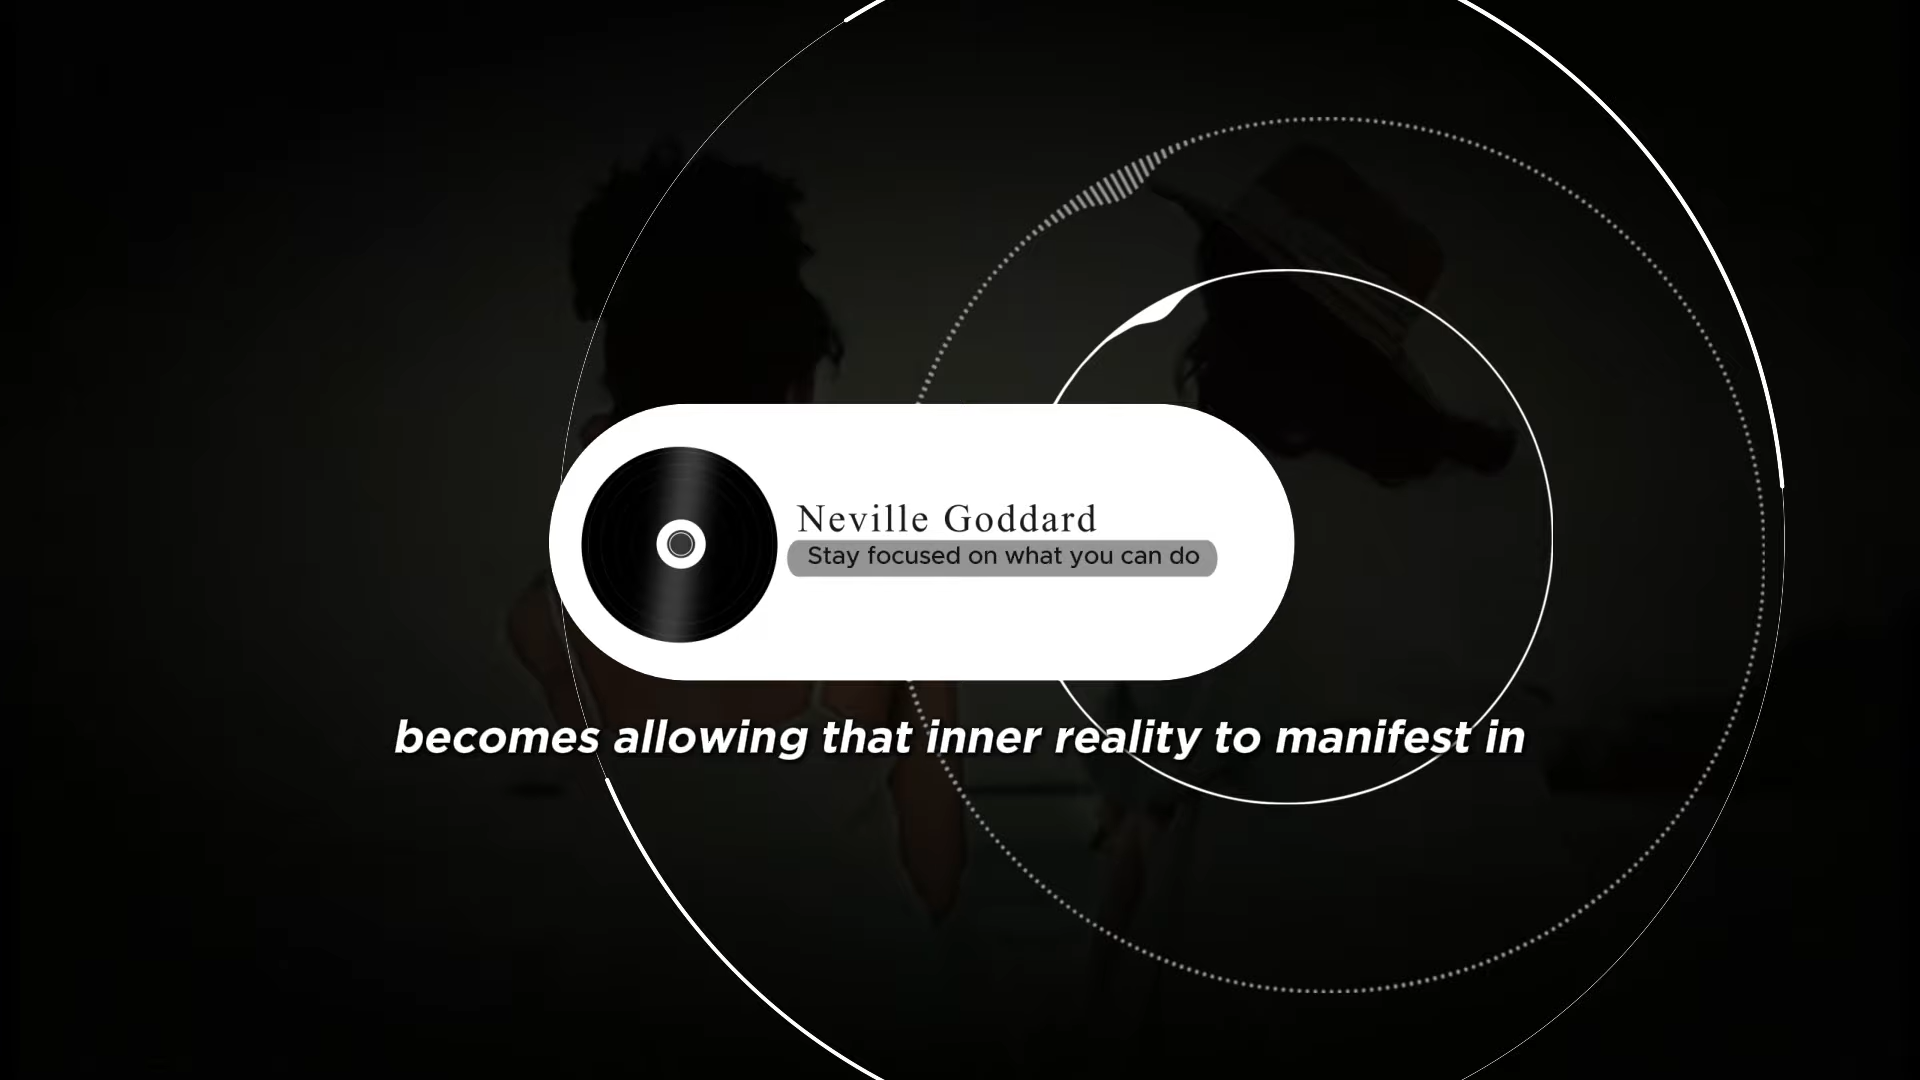 Neville Goddard
Stay focused on what you can do
becomes allowing that inner reality to manifest in